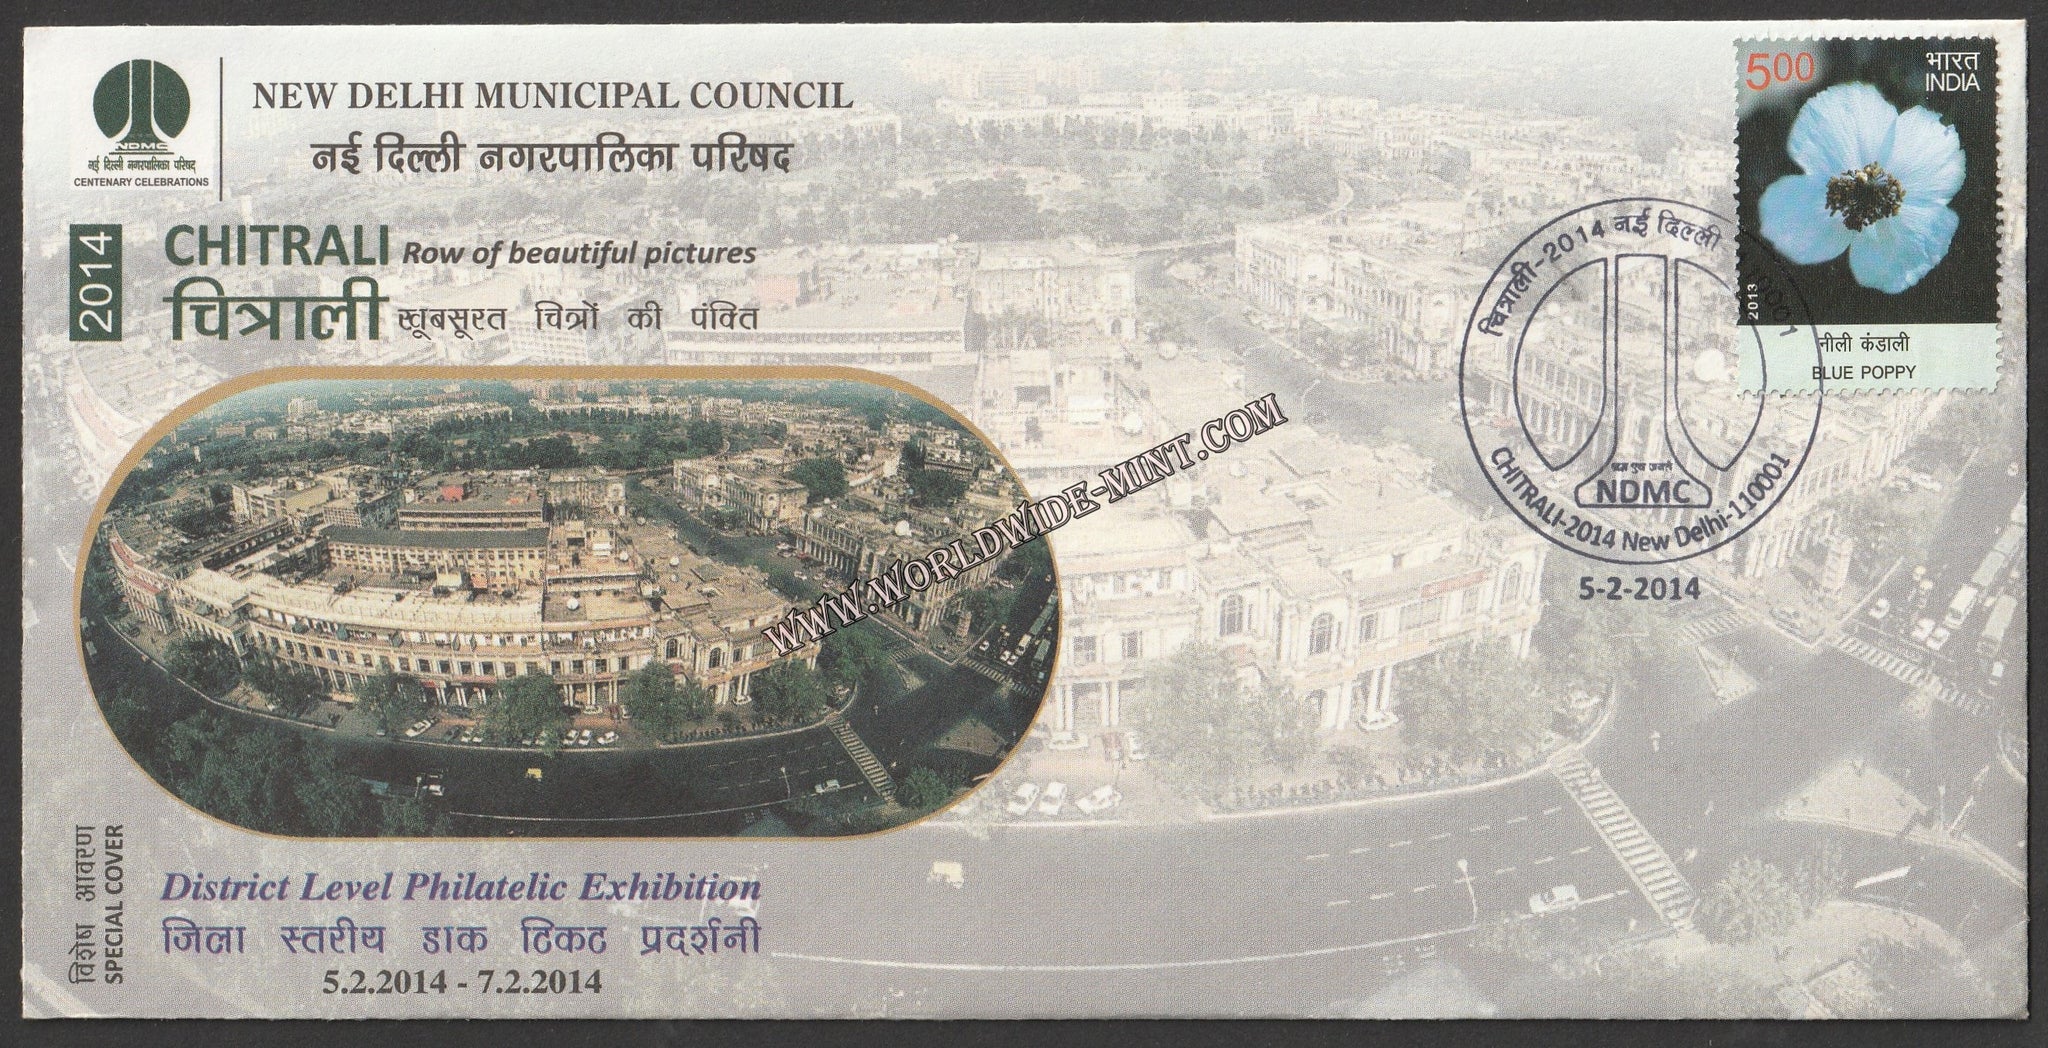 NDMC
नई दिल्ली नगरपालिका परिषद
CENTENARY CELEBRATIONS
NEW DELHI MUNICIPAL COUNCIL
नई दिल्ली नगरपालिका परिषद
2014
CHITRALI Row of beautiful pictures
चित्राली खूबसूरत चित्रों की पंक्ति
500
भारत
INDIA
2013
नीली कंडाली
BLUE POPPY
चित्राली-2014 नई दिल्ली 110001
NDMC
CHITRALI-2014 New Delhi-110001
5-2-2014
WWW.WORLDWIDE-MINT.COM
विशेष आवरण
SPECIAL COVER
District Level Philatelic Exhibition
जिला स्तरीय डाक टिकट प्रदर्शनी
5.2.2014 - 7.2.2014